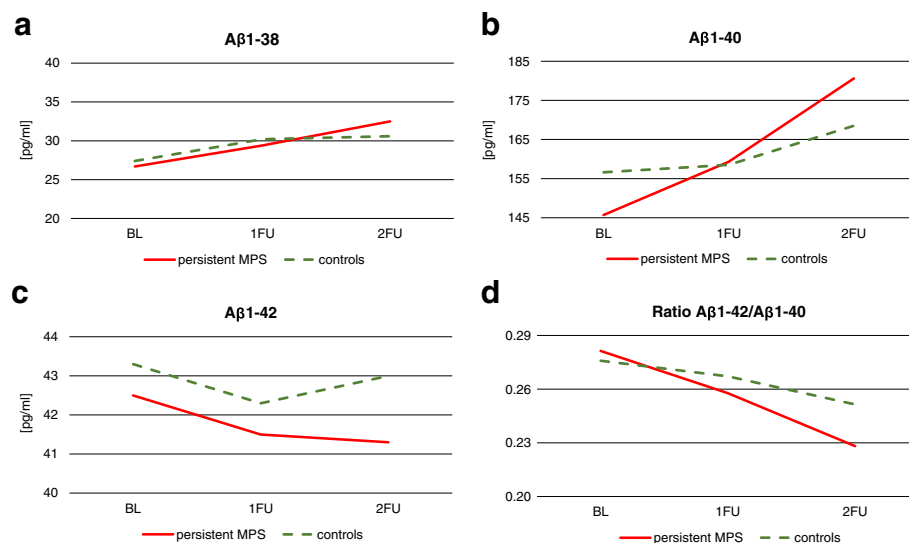 a
Aβ1-38
[pg/ml]
40
35
30
25
20
BL 1FU 2FU
persistent MPS controls
b
Aβ1-40
[pg/ml]
185
175
165
155
145
BL 1FU 2FU
persistent MPS controls
c
Aβ1-42
[pg/ml]
44
43
42
41
40
BL 1FU 2FU
persistent MPS controls
d
Ratio Aβ1-42/Aβ1-40
0.29
0.26
0.23
0.20
BL 1FU 2FU
persistent MPS controls